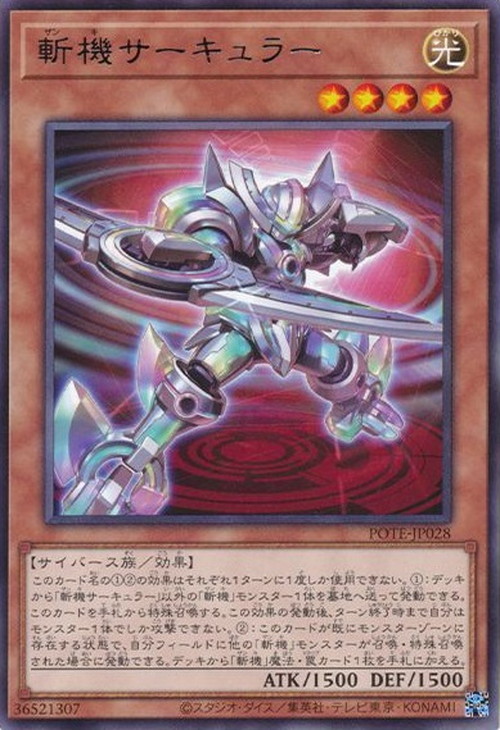 斬機サーキュラー
光
【サイバース族/効果】
このカード名の①②の効果はそれぞれ1ターンに1度しか使用できない。①:デッキ
から「斬機サーキュラー」以外の「斬機」モンスター1体を墓地へ送って発動できる。
このカードを手札から特殊召喚する。この効果の発動後、ターン終了時まで自分は
モンスター1体でしか攻撃できない。②:このカードが既にモンスターゾーンに
存在する状態で、自分フィールドに他の「斬機」モンスターが召喚・特殊召喚
された場合に発動できる。デッキから「斬機」魔法・罠カード1枚を手札に加える。
ATK/1500 DEF/1500
POTE-JP028
36521307
©スタジオ・ダイス/集英社・テレビ東京・KONAMI